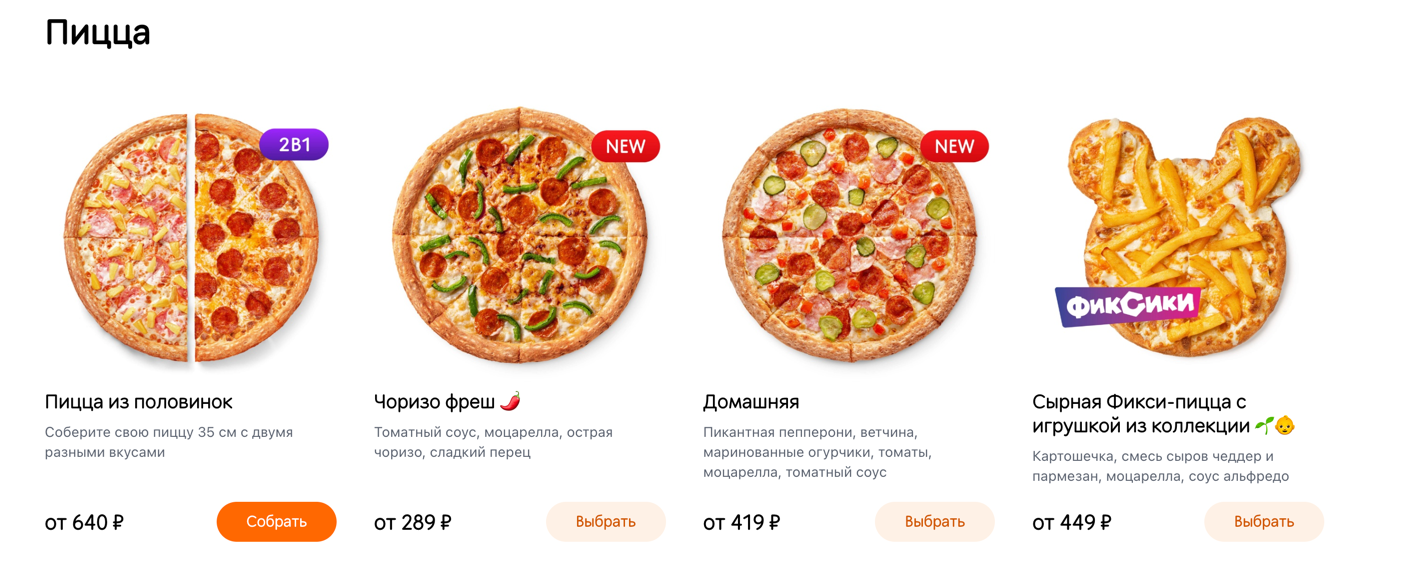 Пицца
2В1
Пицца из половинок
Соберите свою пиццу 35 см с двумя
разными вкусами
от 640 ₽
Собрать
NEW
Чоризо фреш 🌶️
Томатный соус, моцарелла, острая
чоризо, сладкий перец
от 289 ₽
Выбрать
NEW
Домашняя
Пикантная пепперони, ветчина,
маринованные огурчики, томаты,
моцарелла, томатный соус
от 419 ₽
Выбрать
ФИКСИКИ
Сырная Фикси-пицца с
игрушкой из коллекции 🌱👶
Картошечка, смесь сыров чеддер и
пармезан, моцарелла, соус альфредо
от 449 ₽
Выбрать